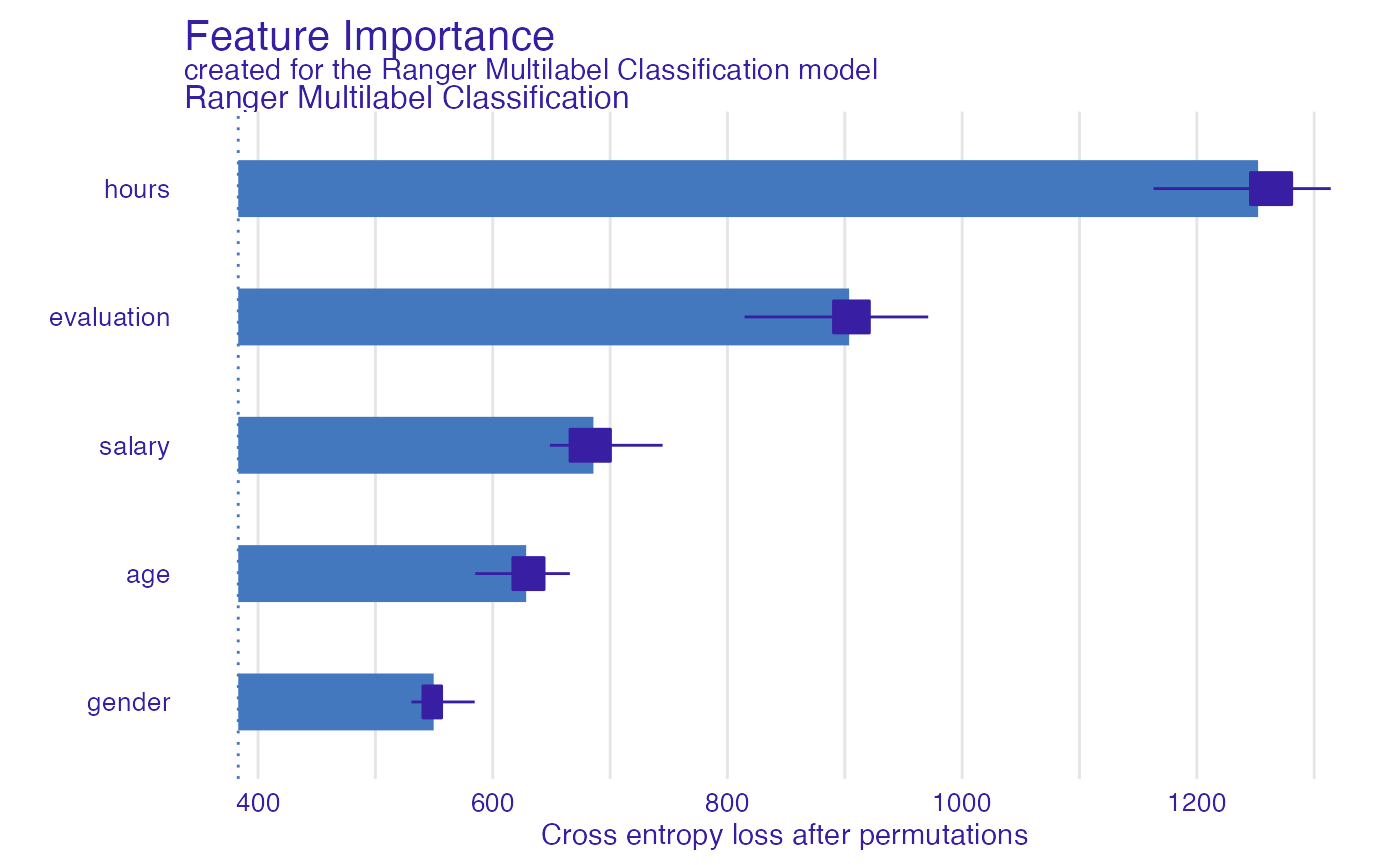 Feature Importance
created for the Ranger Multilabel Classification model
Ranger Multilabel Classification
hours
evaluation
salary
age
gender
400 600 800 1000 1200
Cross entropy loss after permutations